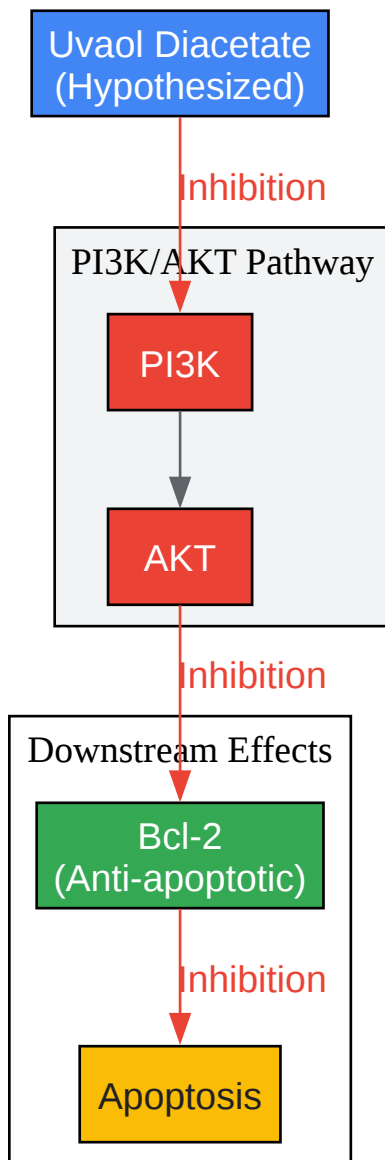 Uvaol Diacetate
(Hypothesized)
Inhibition
PI3K/AKT Pathway
PI3K
AKT
Inhibition
Downstream Effects
Bcl-2
(Anti-apoptotic)
Inhibition
Apoptosis